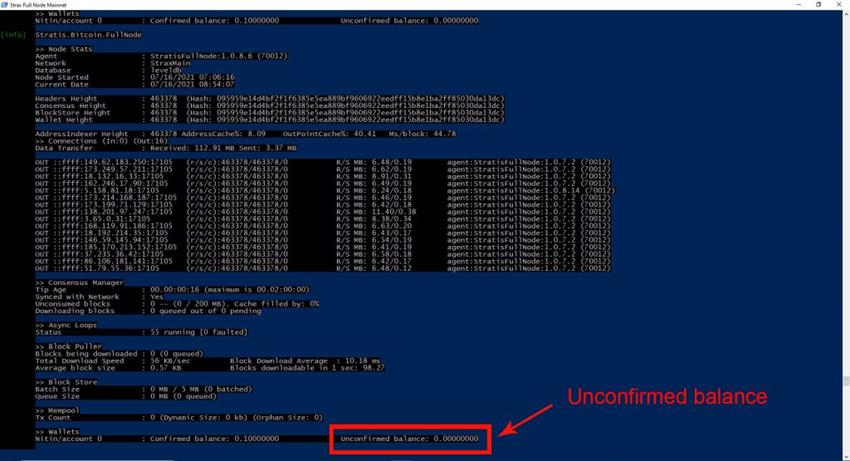 Strax Full Node Mainnet
>> Wallets
Nitin/account 0 : Confirmed balance: 0.10000000 Unconfirmed balance: 0.00000000
[info] Stratis.Bitcoin.FullNode
>> Node Stats
Agent : StratisFullNode:1.0.8.6 (70012)
Network : StraxMain
Database : leveldb
Node Started : 07/16/2021 07:06:16
Current Date : 07/16/2021 08:54:07
Headers Height : 463378 (Hash: 095959e14d4bf2f1f6385e5ea889bf9606922eedff15b8e1ba2ff85030da13dc)
Consensus Height : 463378 (Hash: 095959e14d4bf2f1f6385e5ea889bf9606922eedff15b8e1ba2ff85030da13dc)
BlockStore Height : 463378 (Hash: 095959e14d4bf2f1f6385e5ea889bf9606922eedff15b8e1ba2ff85030da13dc)
Wallet Height : 463378 (Hash: 095959e14d4bf2f1f6385e5ea889bf9606922eedff15b8e1ba2ff85030da13dc)
AddressIndexer Height : 463378 AddressCache%: 8.09 OutPointCache%: 40.41 Ms/block: 44.78
>> Connections (In:0) (Out:16)
Data Transfer : Received: 112.91 MB Sent: 3.37 MB
OUT ::ffff:149.62.183.250:17105 (r/s/c):463378/463378/0 R/S MB: 6.48/0.19 agent:StratisFullNode:1.0.7.2 (70012)
OUT ::ffff:173.249.57.211:17105 (r/s/c):463378/463378/0 R/S MB: 6.62/0.19 agent:StratisFullNode:1.0.7.2 (70012)
OUT ::ffff:18.132.16.33:17105 (r/s/c):463378/463378/0 R/S MB: 8.91/0.31 agent:StratisFullNode:1.0.7.2 (70012)
OUT ::ffff:162.246.17.90:17105 (r/s/c):463378/463378/0 R/S MB: 6.49/0.19 agent:StratisFullNode:1.0.7.2 (70012)
OUT ::ffff:5.158.81.18:17105 (r/s/c):463378/463378/0 R/S MB: 6.24/0.18 agent:StratisFullNode:1.0.8.14 (70012)
OUT ::ffff:173.214.168.187:17105 (r/s/c):463378/463378/0 R/S MB: 6.46/0.19 agent:StratisFullNode:1.0.7.2 (70012)
OUT ::ffff:173.199.71.129:17105 (r/s/c):463378/463378/0 R/S MB: 6.42/0.18 agent:StratisFullNode:1.0.7.2 (70012)
OUT ::ffff:138.201.97.247:17105 (r/s/c):463378/463378/0 R/S MB: 11.40/0.38 agent:StratisFullNode:1.0.7.2 (70012)
OUT ::ffff:3.65.0.31:17105 (r/s/c):463378/463378/0 R/S MB: 8.38/0.34 agent:StratisFullNode:1.0.7.2 (70012)
OUT ::ffff:168.119.91.186:17105 (r/s/c):463378/463378/0 R/S MB: 6.63/0.20 agent:StratisFullNode:1.0.7.2 (70012)
OUT ::ffff:18.192.214.35:17105 (r/s/c):463378/463378/0 R/S MB: 6.43/0.17 agent:StratisFullNode:1.0.7.2 (70012)
OUT ::ffff:146.59.145.94:17105 (r/s/c):463378/463378/0 R/S MB: 6.54/0.19 agent:StratisFullNode:1.0.7.2 (70012)
OUT ::ffff:185.170.213.152:17105 (r/s/c):463378/463378/0 R/S MB: 6.41/0.19 agent:StratisFullNode:1.0.7.2 (70012)
OUT ::ffff:37.235.36.42:17105 (r/s/c):463378/463378/0 R/S MB: 6.58/0.18 agent:StratisFullNode:1.0.7.2 (70012)
OUT ::ffff:86.106.181.141:17105 (r/s/c):463378/463378/0 R/S MB: 6.42/0.17 agent:StratisFullNode:1.0.7.2 (70012)
OUT ::ffff:51.79.55.36:17105 (r/s/c):463378/463378/0 R/S MB: 6.48/0.12 agent:StratisFullNode:1.0.7.2 (70012)
>> Consensus Manager
Tip Age : 00.00:00:16 (maximum is 00.02:00:00)
Synced with Network : Yes
Unconsumed blocks : 0 -- (0 / 200 MB). Cache filled by: 0%
Downloading blocks : 0 queued out of 0 pending
>> Async Loops
Status : 55 running [0 faulted]
>> Block Puller
Blocks being downloaded : 0 (0 queued)
Total Download Speed : 56 KB/sec Block Download Average : 10.18 ms
Average block size : 0.57 KB Blocks downloadable in 1 sec: 98.27
>> Block Store
Batch Size : 0 MB / 5 MB (0 batched)
Queue Size : 0 MB (0 queued)
>> Mempool
Tx Count : 0 (Dynamic Size: 0 kb) (Orphan Size: 0)
Unconfirmed balance
>> Wallets
Nitin/account 0 : Confirmed balance: 0.10000000 Unconfirmed balance: 0.00000000